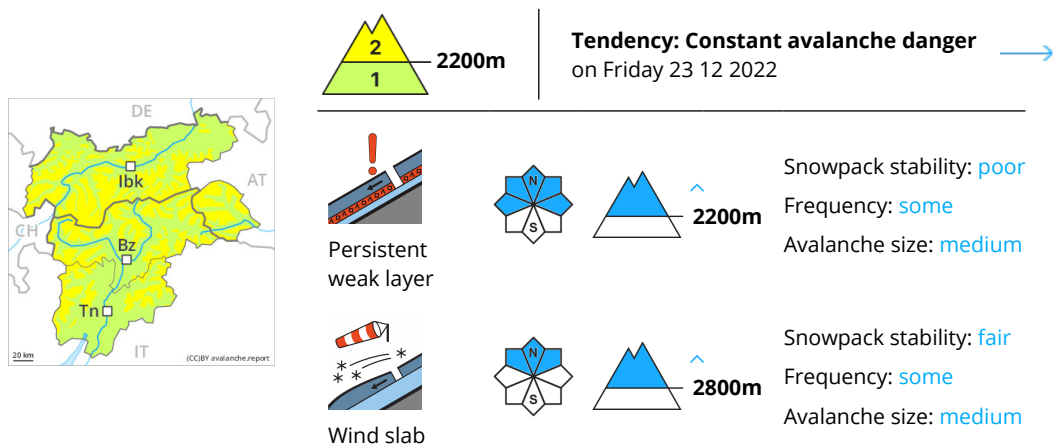 2
1
2200m
Tendency: Constant avalanche danger
on Friday 23 12 2022
DE
Ibk
AT
CH
Bz
Tn
IT
20 km
(CC)BY avalanche.report
Persistent
weak layer
N
S
2200m
Snowpack stability: poor
Frequency: some
Avalanche size: medium
Wind slab
N
S
2800m
Snowpack stability: fair
Frequency: some
Avalanche size: medium